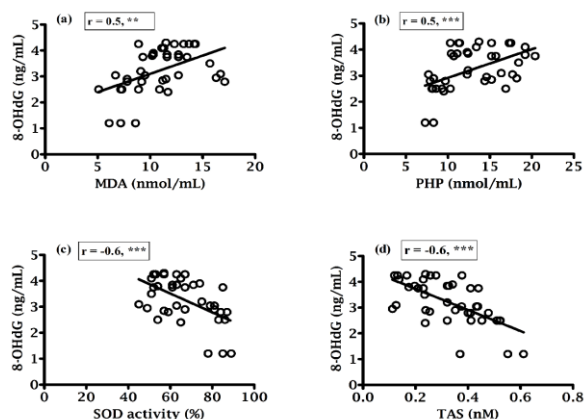 (a) r = 0.5, **
8-OHdG (ng/mL)
5
4
3
2
1
0
0 5 10 15 20
MDA (nmol/mL)
(b) r = 0.5, ***
8-OHdG (ng/mL)
5
4
3
2
1
0
0 5 10 15 20 25
PHP (nmol/mL)
(c) r = -0.6, ***
8-OHdG (ng/mL)
5
4
3
2
1
0
0 20 40 60 80 100
SOD activity (%)
(d) r = -0.6, ***
8-OHdG (ng/mL)
5
4
3
2
1
0
0.0 0.2 0.4 0.6 0.8
TAS (nM)